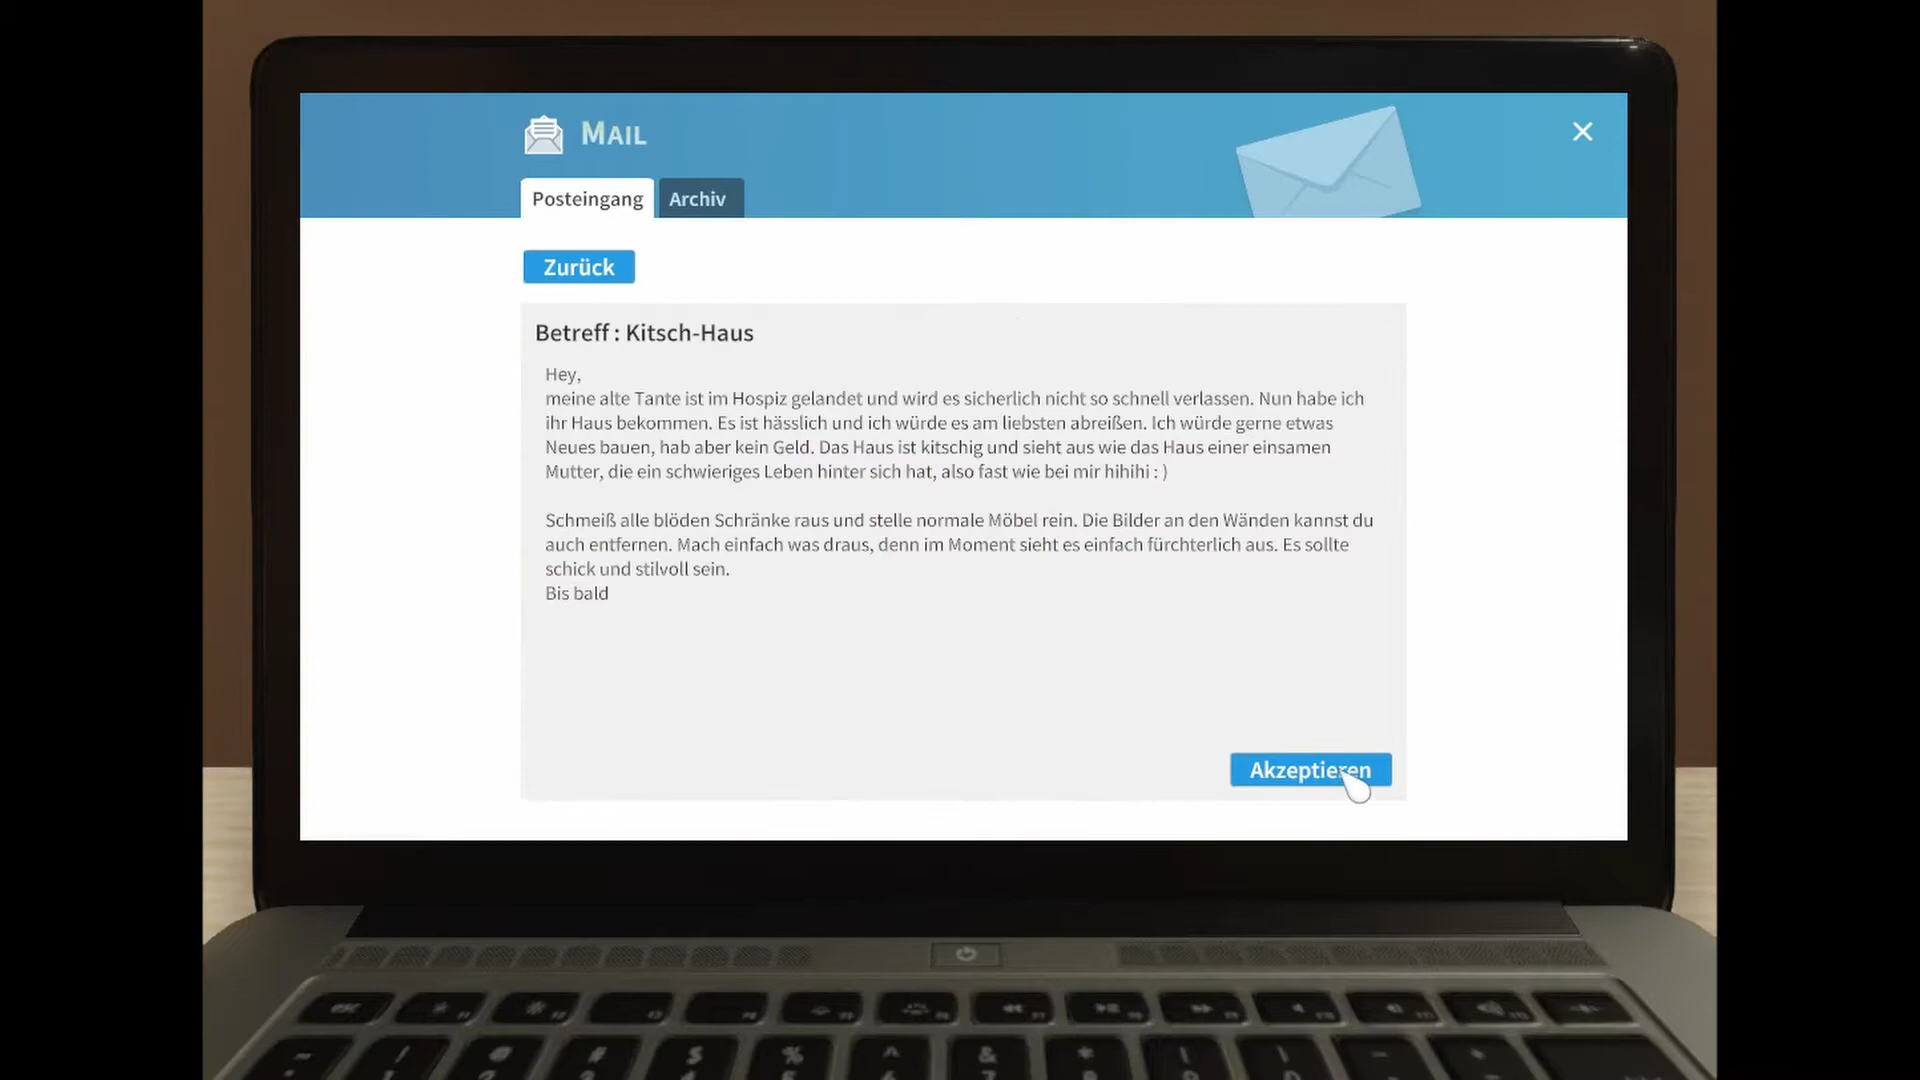 MAIL
Posteingang
Archiv
Zurück
Betreff : Kitsch-Haus
Hey,
meine alte Tante ist im Hospiz gelandet und wird es sicherlich nicht so schnell verlassen. Nun habe ich
ihr Haus bekommen. Es ist hässlich und ich würde es am liebsten abreißen. Ich würde gerne etwas
Neues bauen, hab aber kein Geld. Das Haus ist kitschig und sieht aus wie das Haus einer einsamen
Mutter, die ein schwieriges Leben hinter sich hat, also fast wie bei mir hihihi : )
Schmeiß alle blöden Schränke raus und stelle normale Möbel rein. Die Bilder an den Wänden kannst du
auch entfernen. Mach einfach was draus, denn im Moment sieht es einfach fürchterlich aus. Es sollte
schick und stilvoll sein.
Bis bald
Akzeptieren